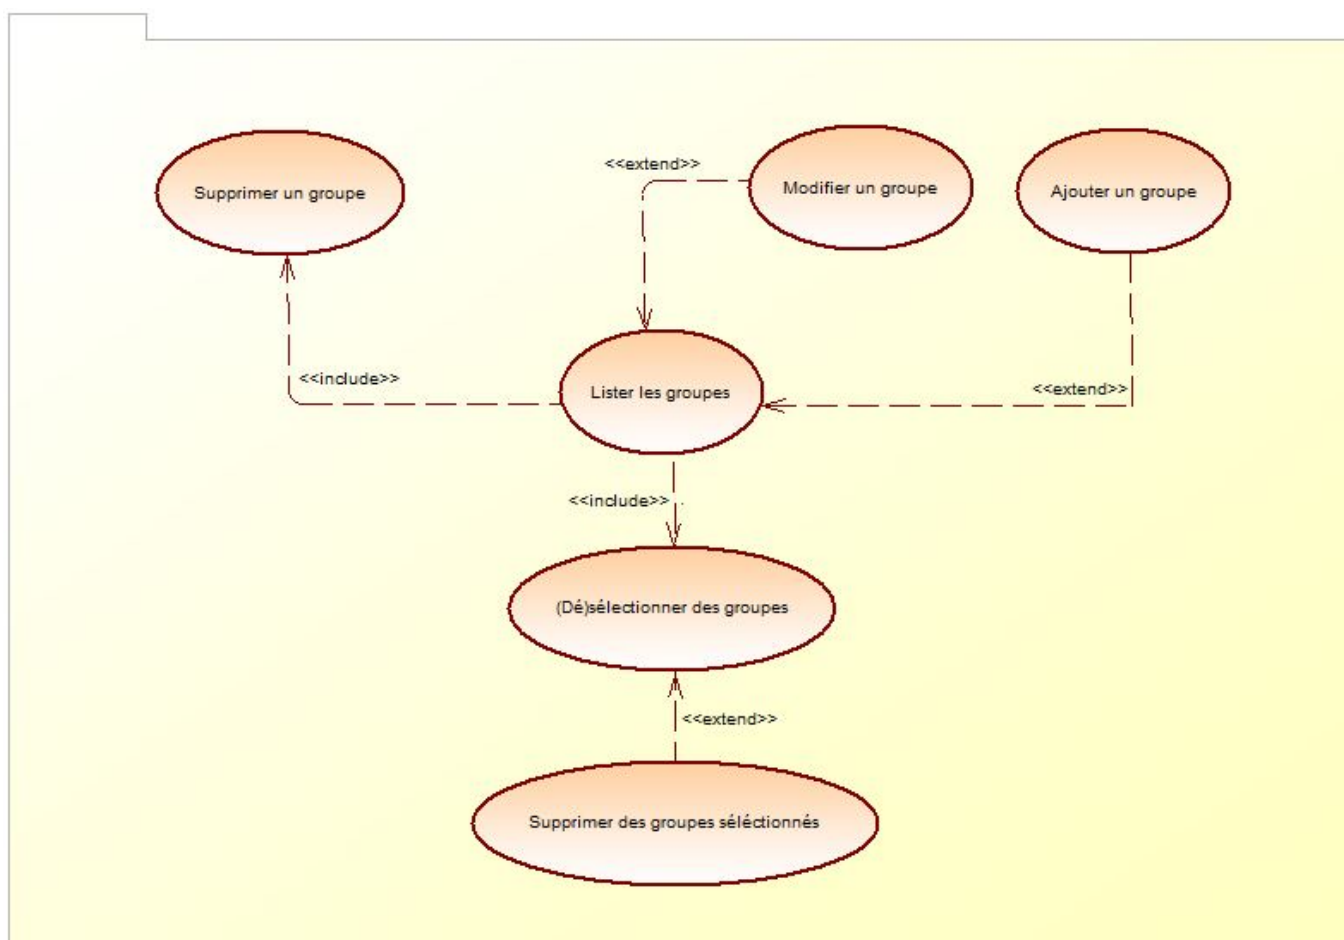 <<extend>>
Supprimer un groupe
Modifier un groupe
Ajouter un groupe
<<include>>
Lister les groupes
<<extend>>
<<include>>
(Dé)sélectionner des groupes
<<extend>>
Supprimer des groupes séléctionnés